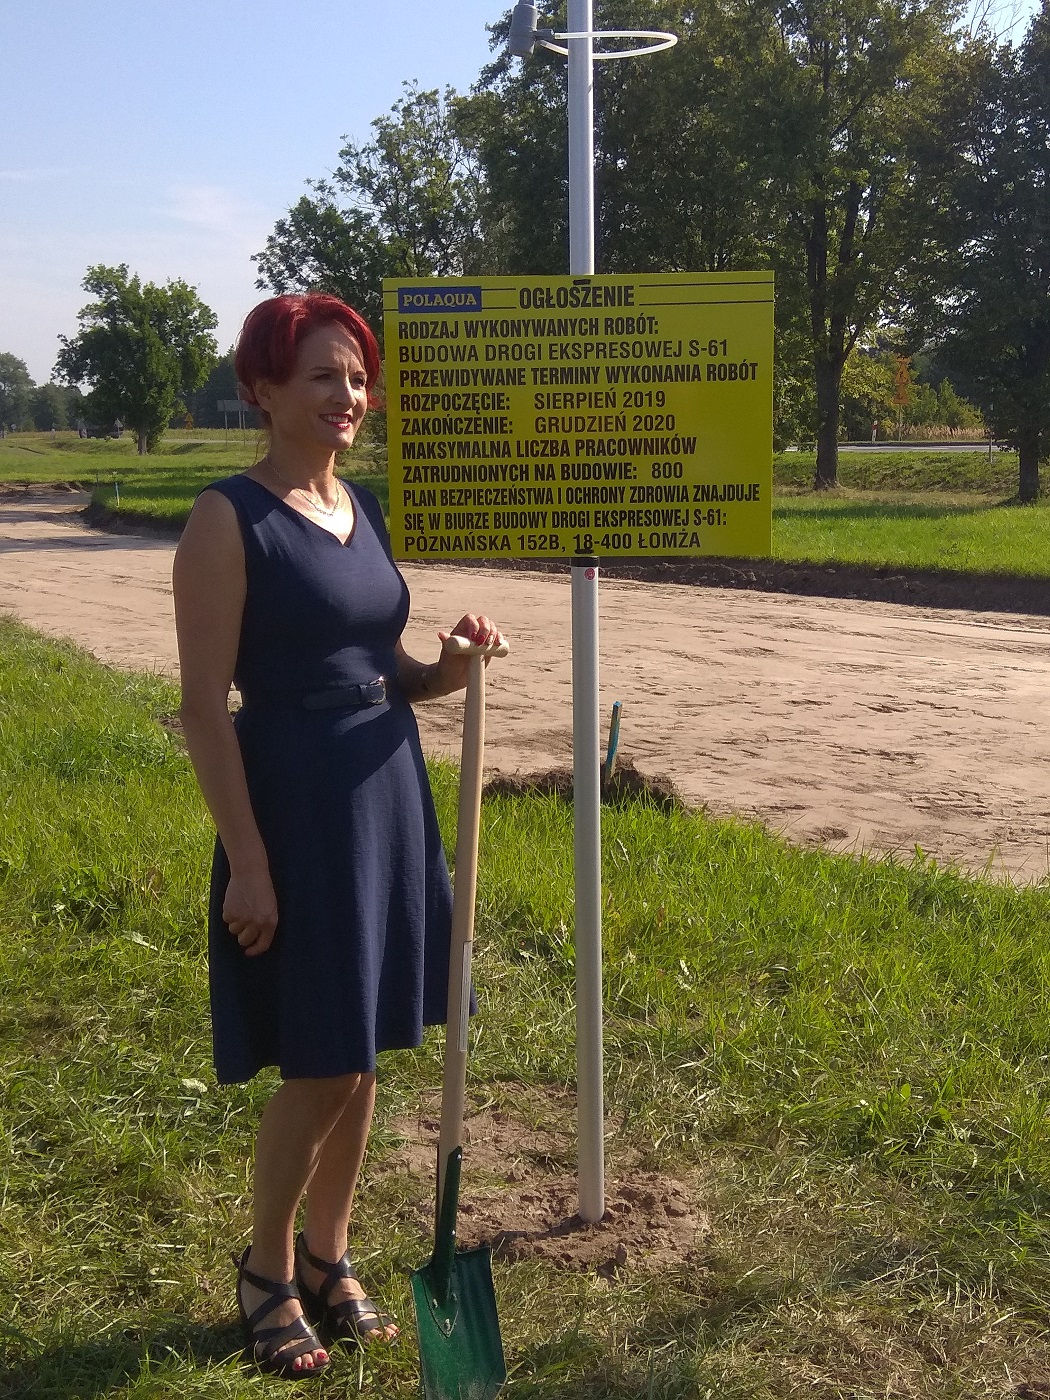 POLAQUA OGŁOSZENIE
RODZAJ WYKONYWANYCH ROBÓT:
BUDOWA DROGI EKSPRESOWEJ S-61
PRZEWIDYWANE TERMINY WYKONANIA ROBÓT
ROZPOCZĘCIE: SIERPIEŃ 2019
ZAKOŃCZENIE: GRUDZIEŃ 2020
MAKSYMALNA LICZBA PRACOWNIKÓW
ZATRUDNIONYCH NA BUDOWIE: 800
PLAN BEZPIECZEŃSTWA I OCHRONY ZDROWIA ZNAJDUJE
SIĘ W BIURZE BUDOWY DROGI EKSPRESOWEJ S-61:
POZNAŃSKA 152B, 18-400 ŁOMŻA